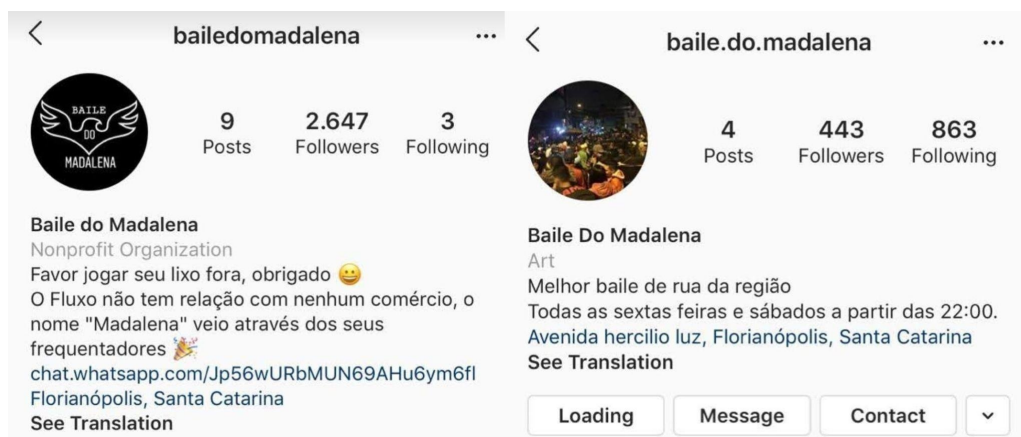 bailedomadalena
...
BAILE
DO
MADALENA
9
2.647
3
Posts
Followers
Following
Baile do Madalena
Nonprofit Organization
Favor jogar seu lixo fora, obrigado 😀
O Fluxo não tem relação com nenhum comércio, o
nome "Madalena" veio através dos seus
frequentadores 🎉
chat.whatsapp.com/Jp56wURbMUN69AHu6ym6fl
Florianópolis, Santa Catarina
See Translation
baile.do.madalena
...
4
443
863
Posts
Followers
Following
Baile Do Madalena
Art
Melhor baile de rua da região
Todas as sextas feiras e sábados a partir das 22:00.
Avenida hercilio luz, Florianópolis, Santa Catarina
See Translation
Loading
Message
Contact